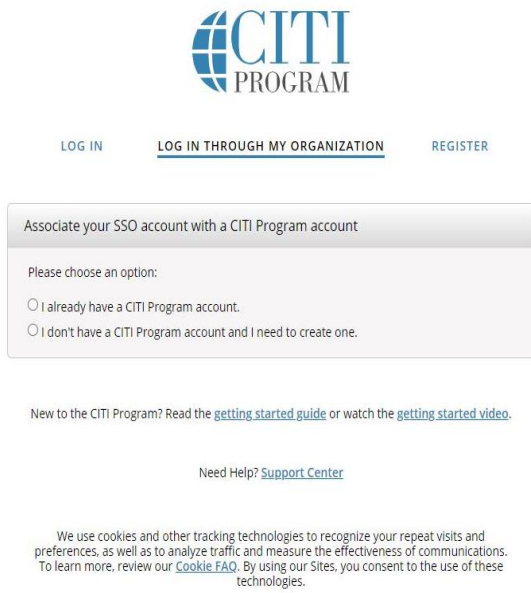 CITI
PROGRAM
LOG IN LOG IN THROUGH MY ORGANIZATION REGISTER
Associate your SSO account with a CITI Program account
Please choose an option:
I already have a CITI Program account.
I don't have a CITI Program account and I need to create one.
New to the CITI Program? Read the getting started guide or watch the getting started video.
Need Help? Support Center
We use cookies and other tracking technologies to recognize your repeat visits and
preferences, as well as to analyze traffic and measure the effectiveness of communications.
To learn more, review our Cookie FAQ. By using our Sites, you consent to the use of these
technologies.